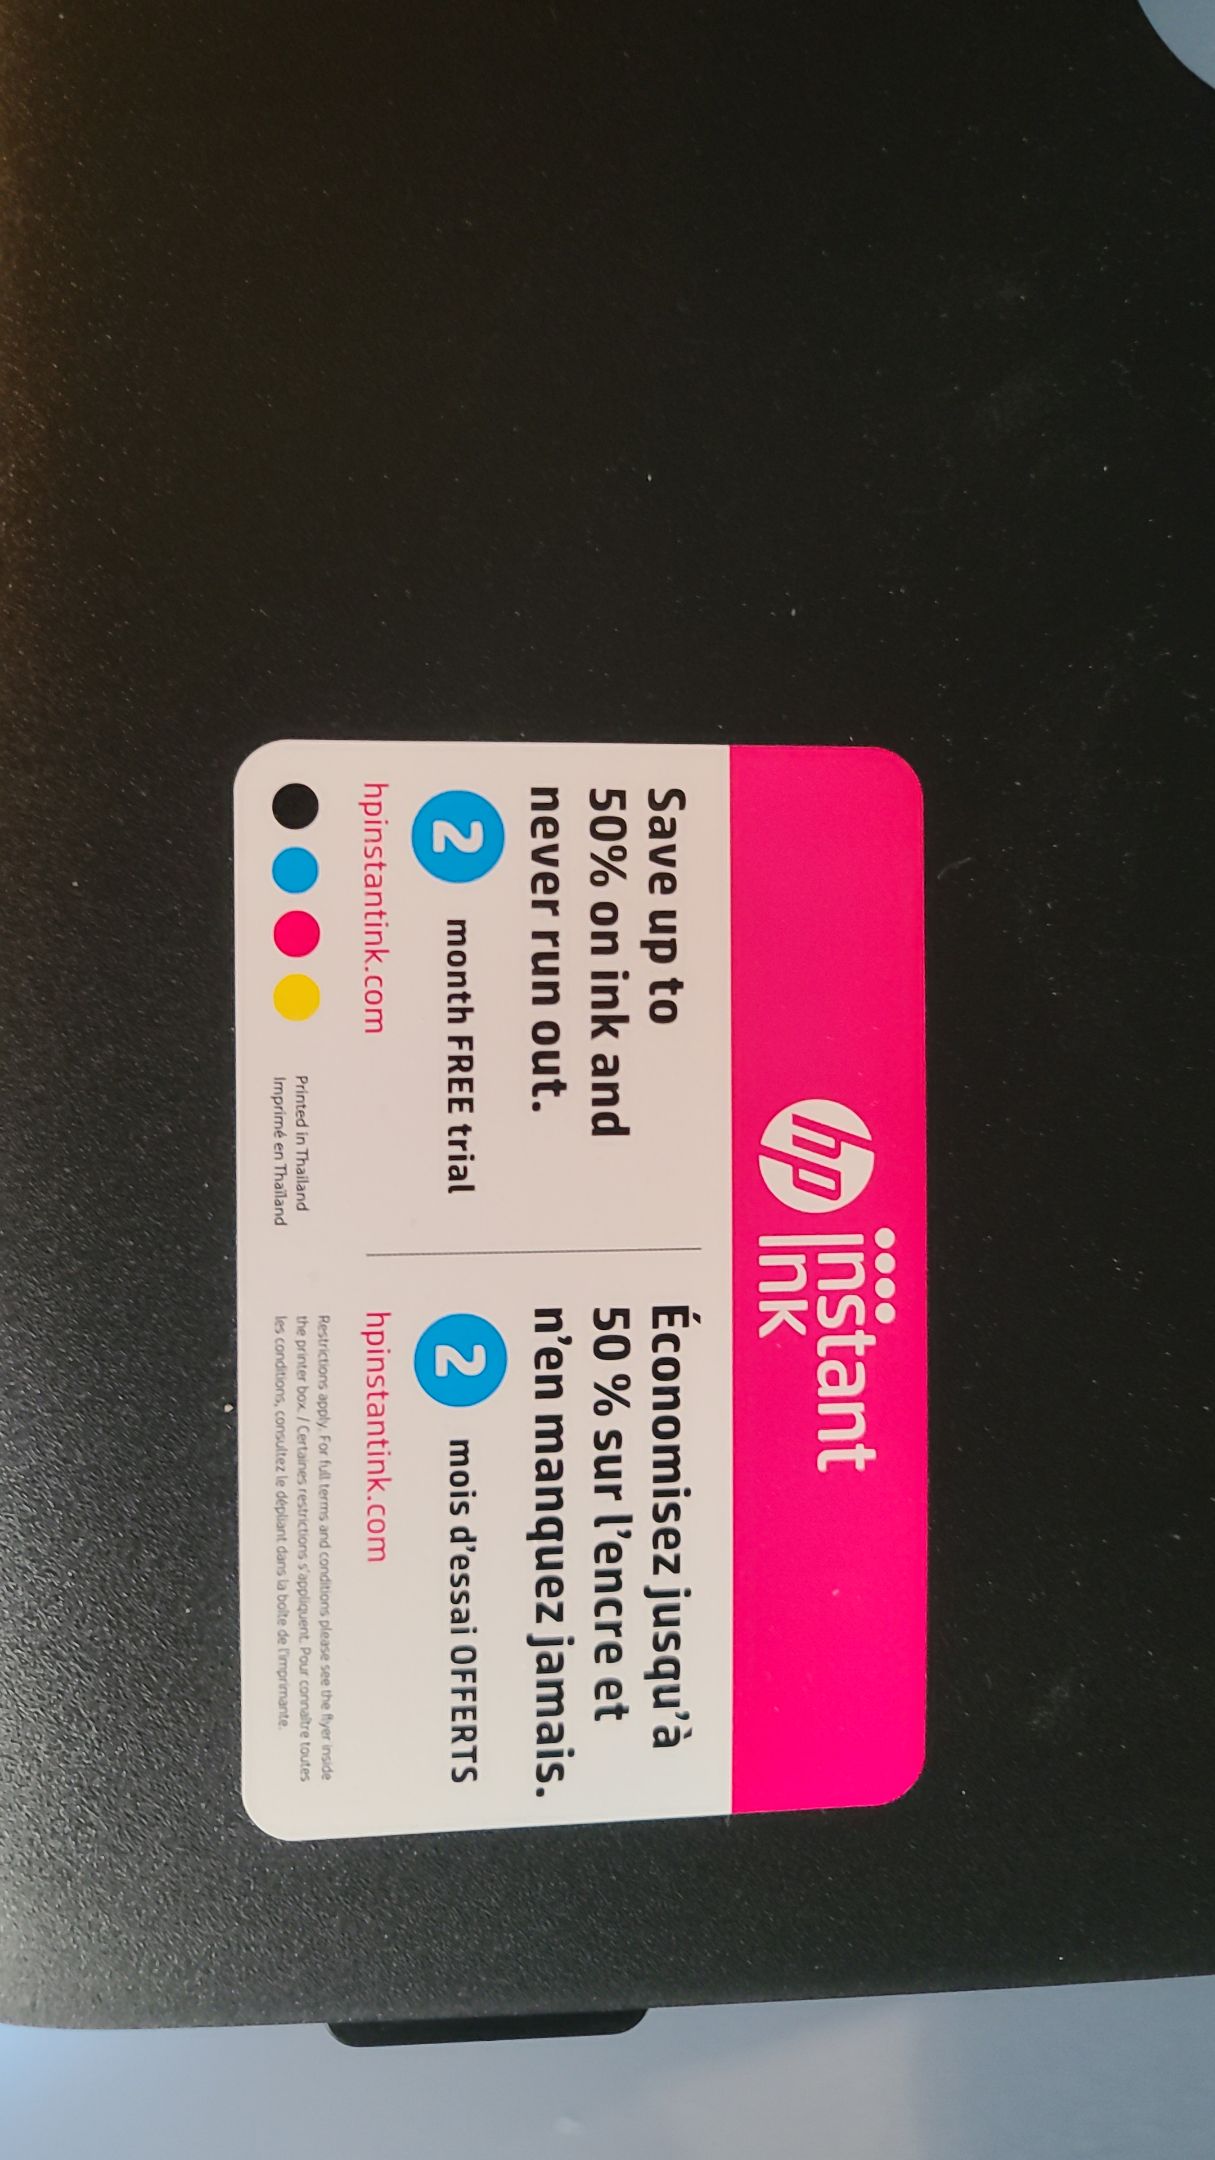 hp instant
ink
Save up to
50% on ink and
never run out.
2 month FREE trial
hpinstantink.com
Économisez jusqu'à
50 % sur l'encre et
n'en manquez jamais.
2 mois d'essai OFFERTS
hpinstantink.com
Printed in Thailand
Imprimé en Thaïland
Restrictions apply. For full terms and conditions please see the flyer inside
the printer box. / Certaines restrictions s'appliquent. Pour connaître toutes
les conditions, consultez le dépliant dans la boîte de l'imprimante.